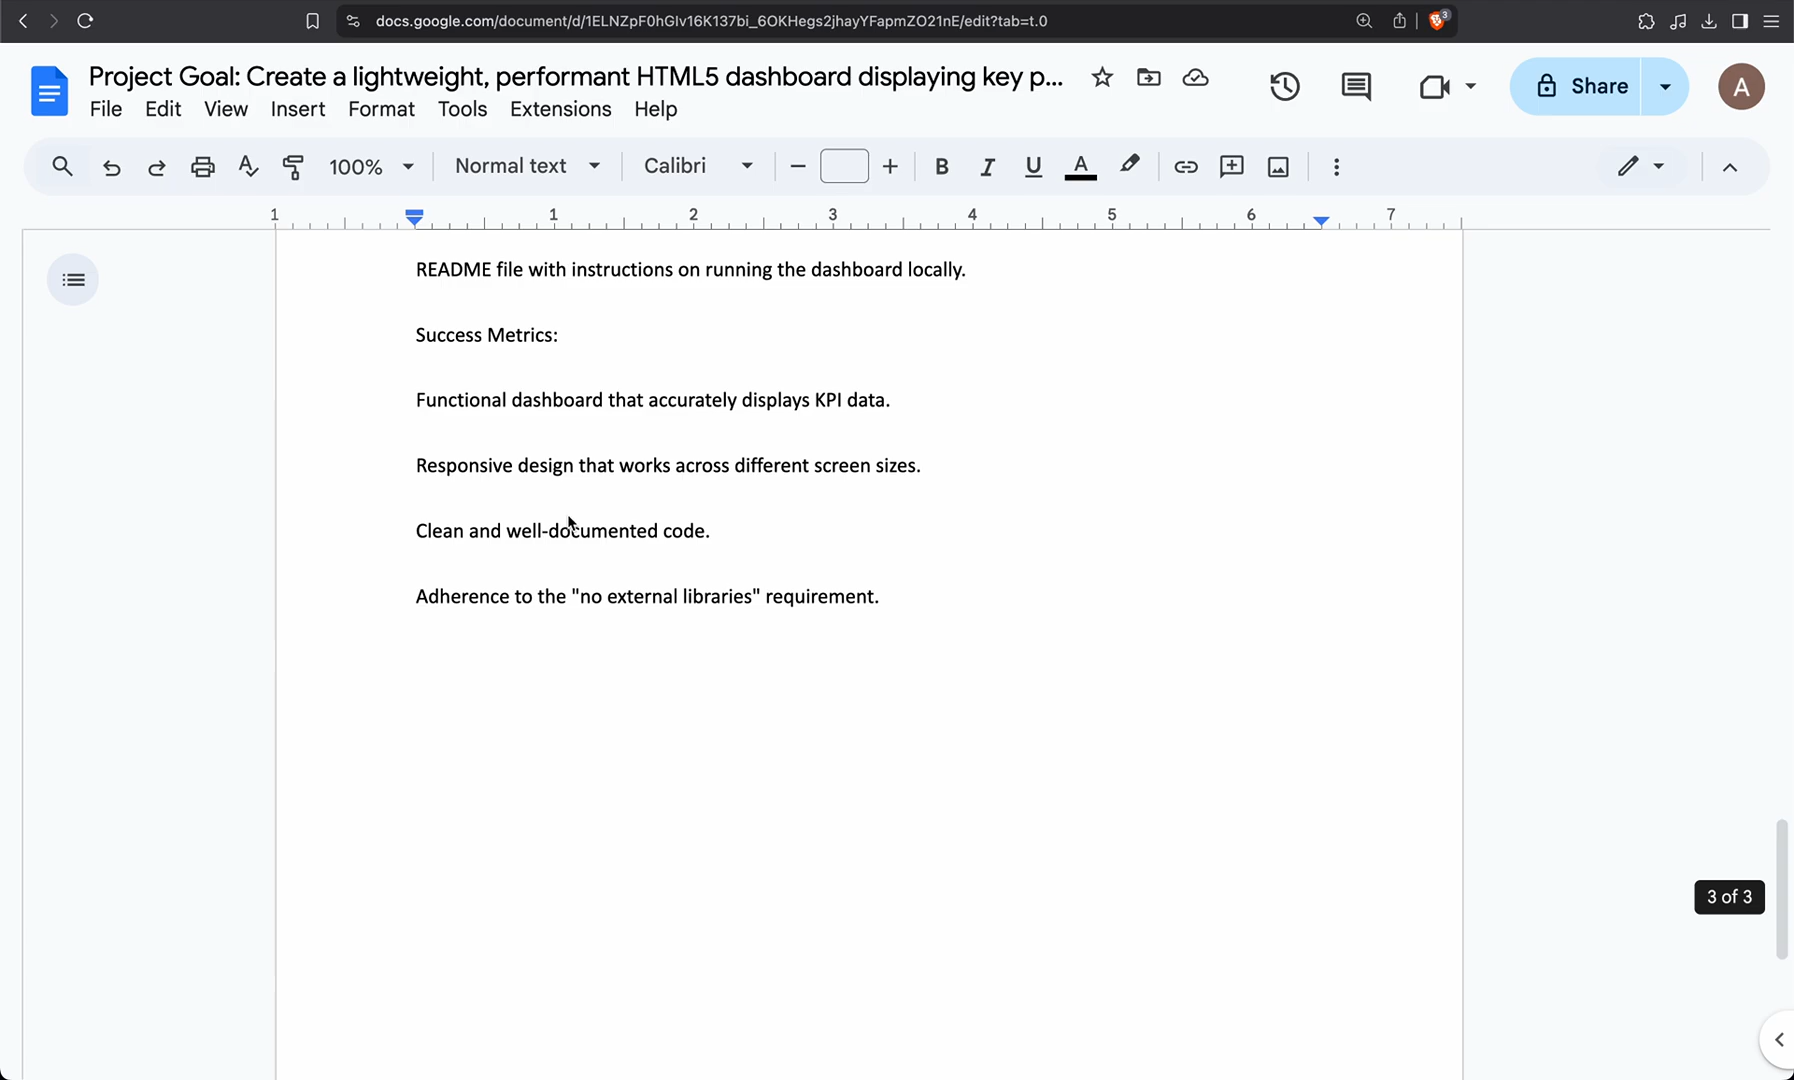 docs.google.com/document/d/1ELNZpF0hGlv16K137bi_6OKHegs2jhayYFapmZO21nE/edit?tab=t.0
3
Project Goal: Create a lightweight, performant HTML5 dashboard displaying key p...
Share
A
File Edit View Insert Format Tools Extensions Help
100% Normal text Calibri B I U A
1 1 2 3 4 5 6 7
README file with instructions on running the dashboard locally.
Success Metrics:
Functional dashboard that accurately displays KPI data.
Responsive design that works across different screen sizes.
Clean and well-documented code.
Adherence to the "no external libraries" requirement.
3 of 3